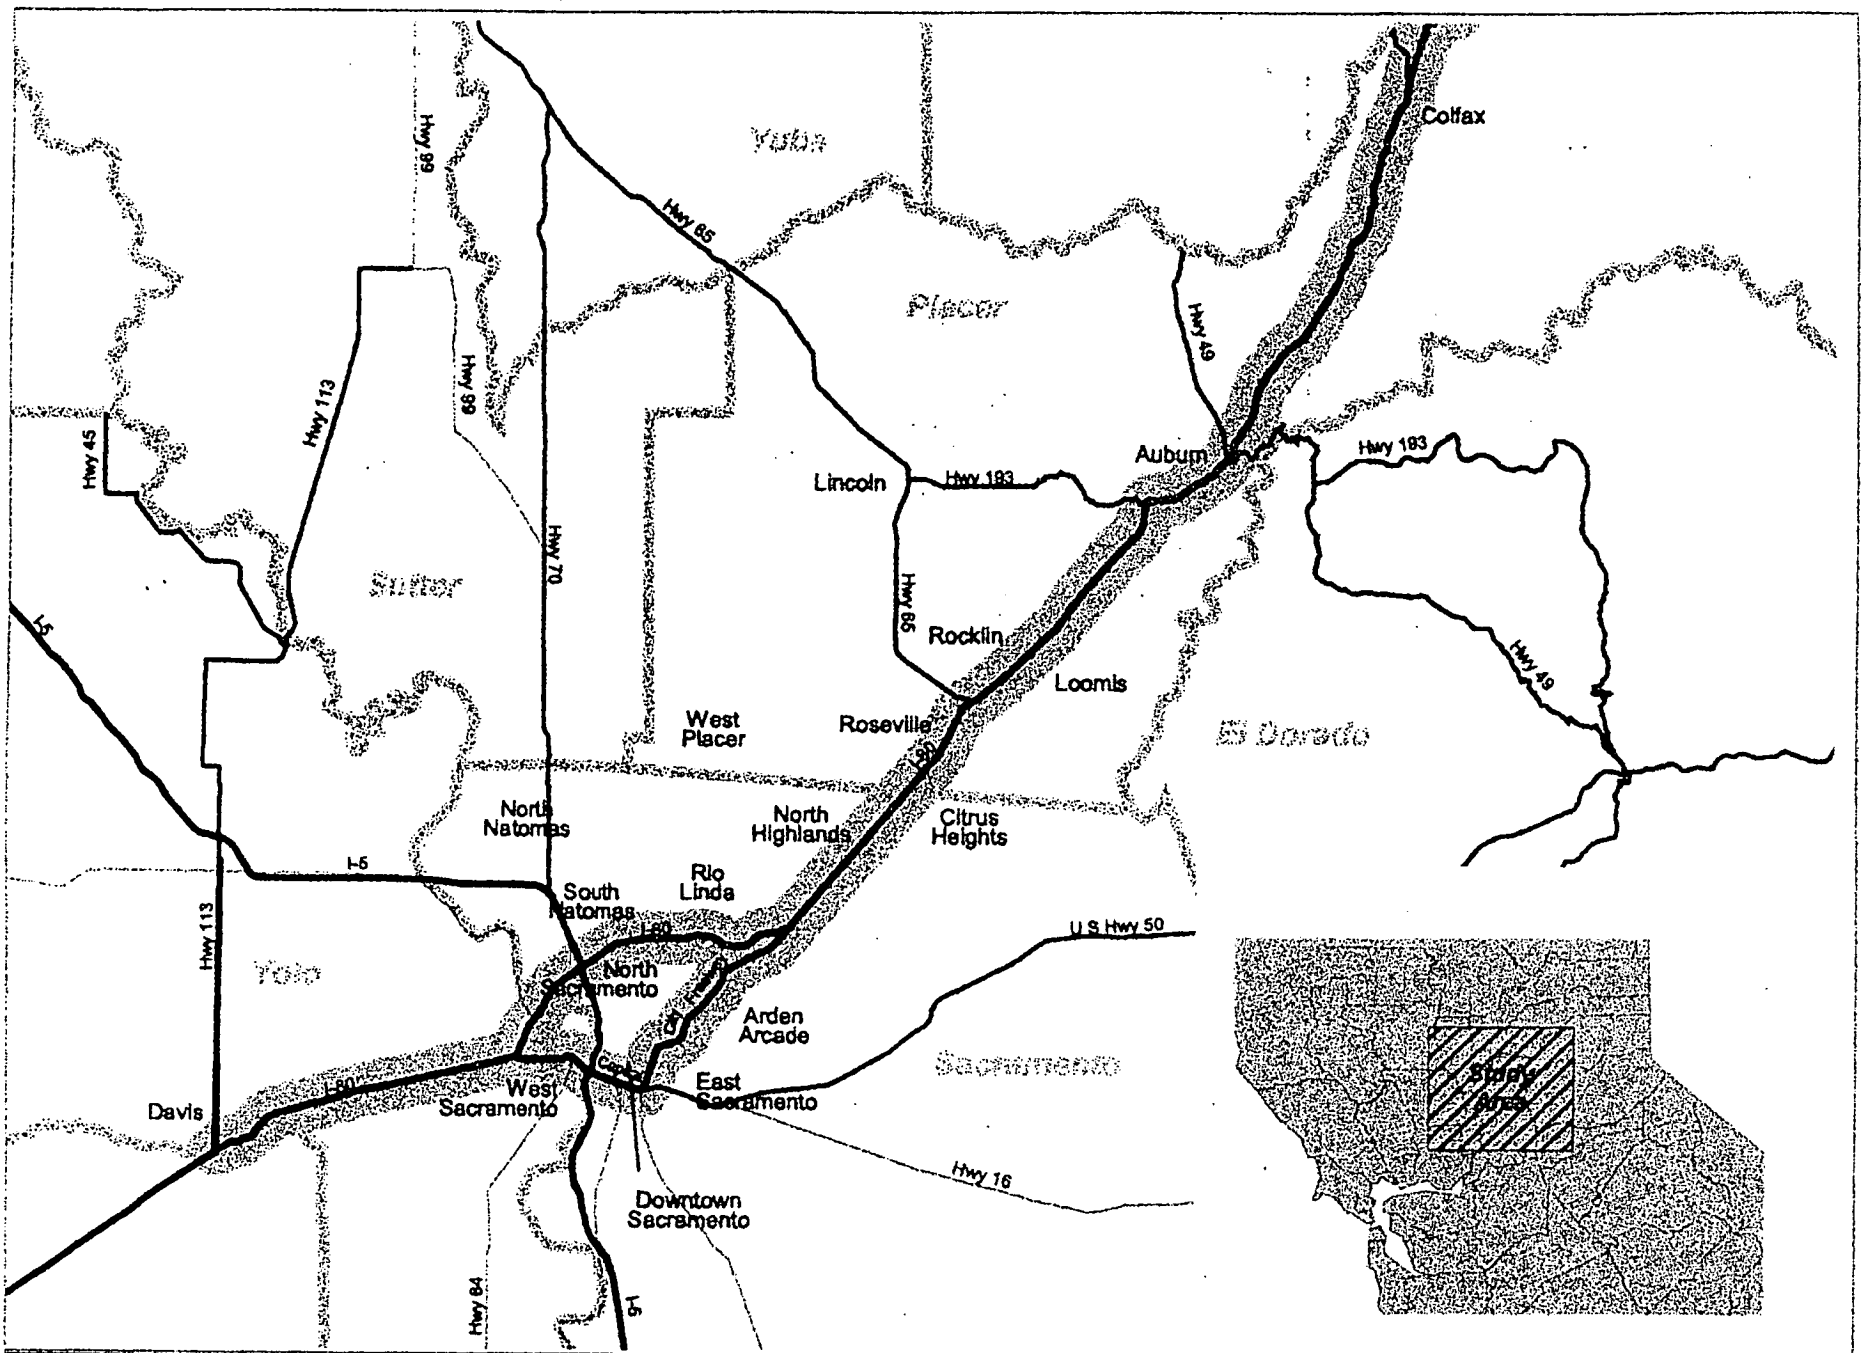 Colfax
Hwy 99
Yuba
Hwy 65
Placer
Hwy 49
Hwy 99
Hwy 113
Hwy 45
Auburn
Hwy 193
Lincoln
Hwy 193
Hwy 70
Sutter
Hwy 65
I-5
Rocklin
Hwy 49
Loomis
West
Placer
Roseville
El Dorado
I-80
North
Natomas
North
Highlands
Citrus
Heights
I-5
Rio
Linda
South
Natomas
Hwy 113
I-80
U S Hwy 50
Yolo
North
Sacramento
Arden
Arcade
Sacramento
Study
Area
I-80
West
Sacramento
East
Sacramento
Davis
Hwy 16
Downtown
Sacramento
Hwy 84
I-5